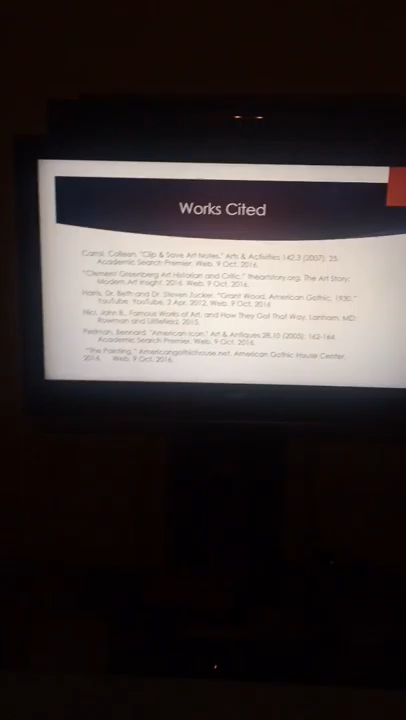 Works Cited
Carroll, Colleen. "Clip & Save Art Notes." Arts & Activities 142.3 (2007): 25.
Academic Search Premier. Web. 9 Oct. 2016.
"Clement Greenberg Art Historian and Critic." theartstory.org. The Art Story:
Modern Art Insight. 2016. Web. 9 Oct. 2016.
Harris, Dr. Beth and Dr. Steven Zucker. "Grant Wood, American Gothic, 1930."
YouTube. YouTube, 2 Apr. 2012. Web. 9 Oct. 2016
Nici, John B., Famous Works of Art, and How They Got That Way. Lanham, MD:
Rowman and Littlefield, 2015.
Perlman, Bennard. "American Icon." Art & Antiques 28.10 (2005): 162-164
Academic Search Premier. Web. 9 Oct. 2016.
"The Painting." Americangothichouse.net. American Gothic House Center.
2016. Web. 9 Oct. 2016.